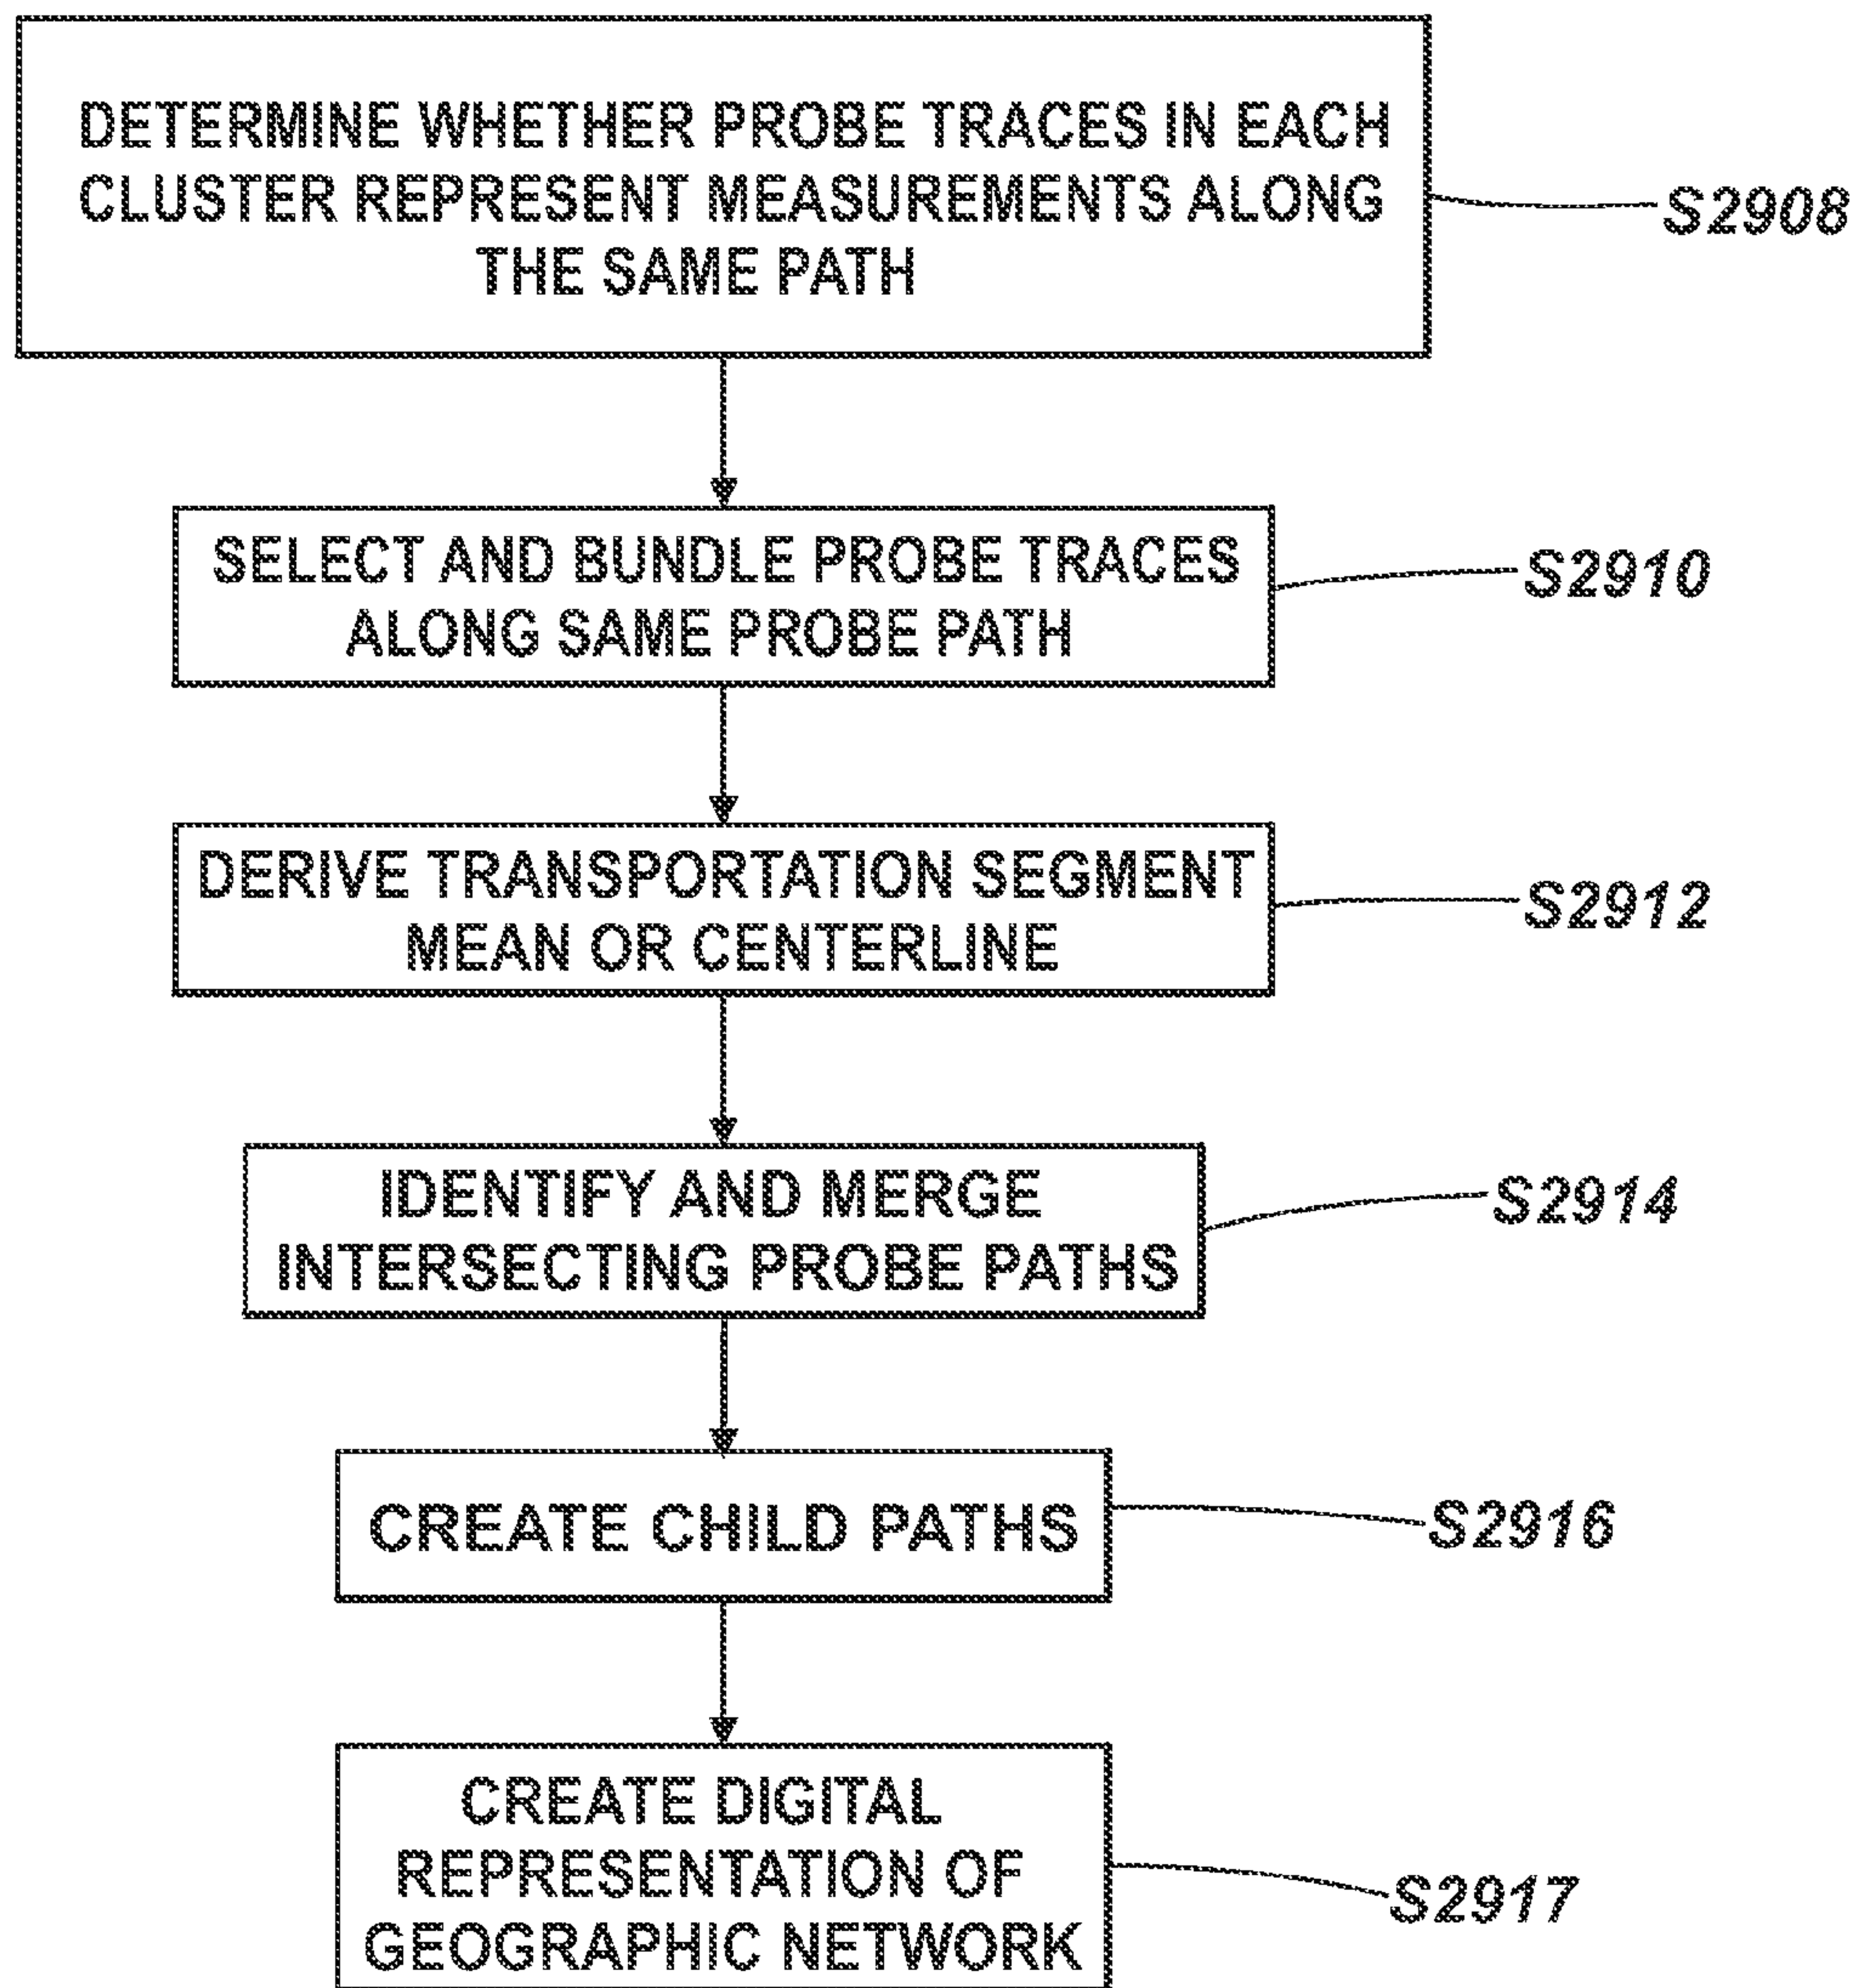 DETERMINE WHETHER PROBE TRACES IN EACH
CLUSTER REPRESENT MEASUREMENTS ALONG
THE SAME PATH
S2908
SELECT AND BUNDLE PROBE TRACES
ALONG SAME PROBE PATH
S2910
DERIVE TRANSPORTATION SEGMENT
MEAN OR CENTERLINE
S2912
IDENTIFY AND MERGE
INTERSECTING PROBE PATHS
S2914
CREATE CHILD PATHS
S2916
CREATE DIGITAL
REPRESENTATION OF
GEOGRAPHIC NETWORK
S2917